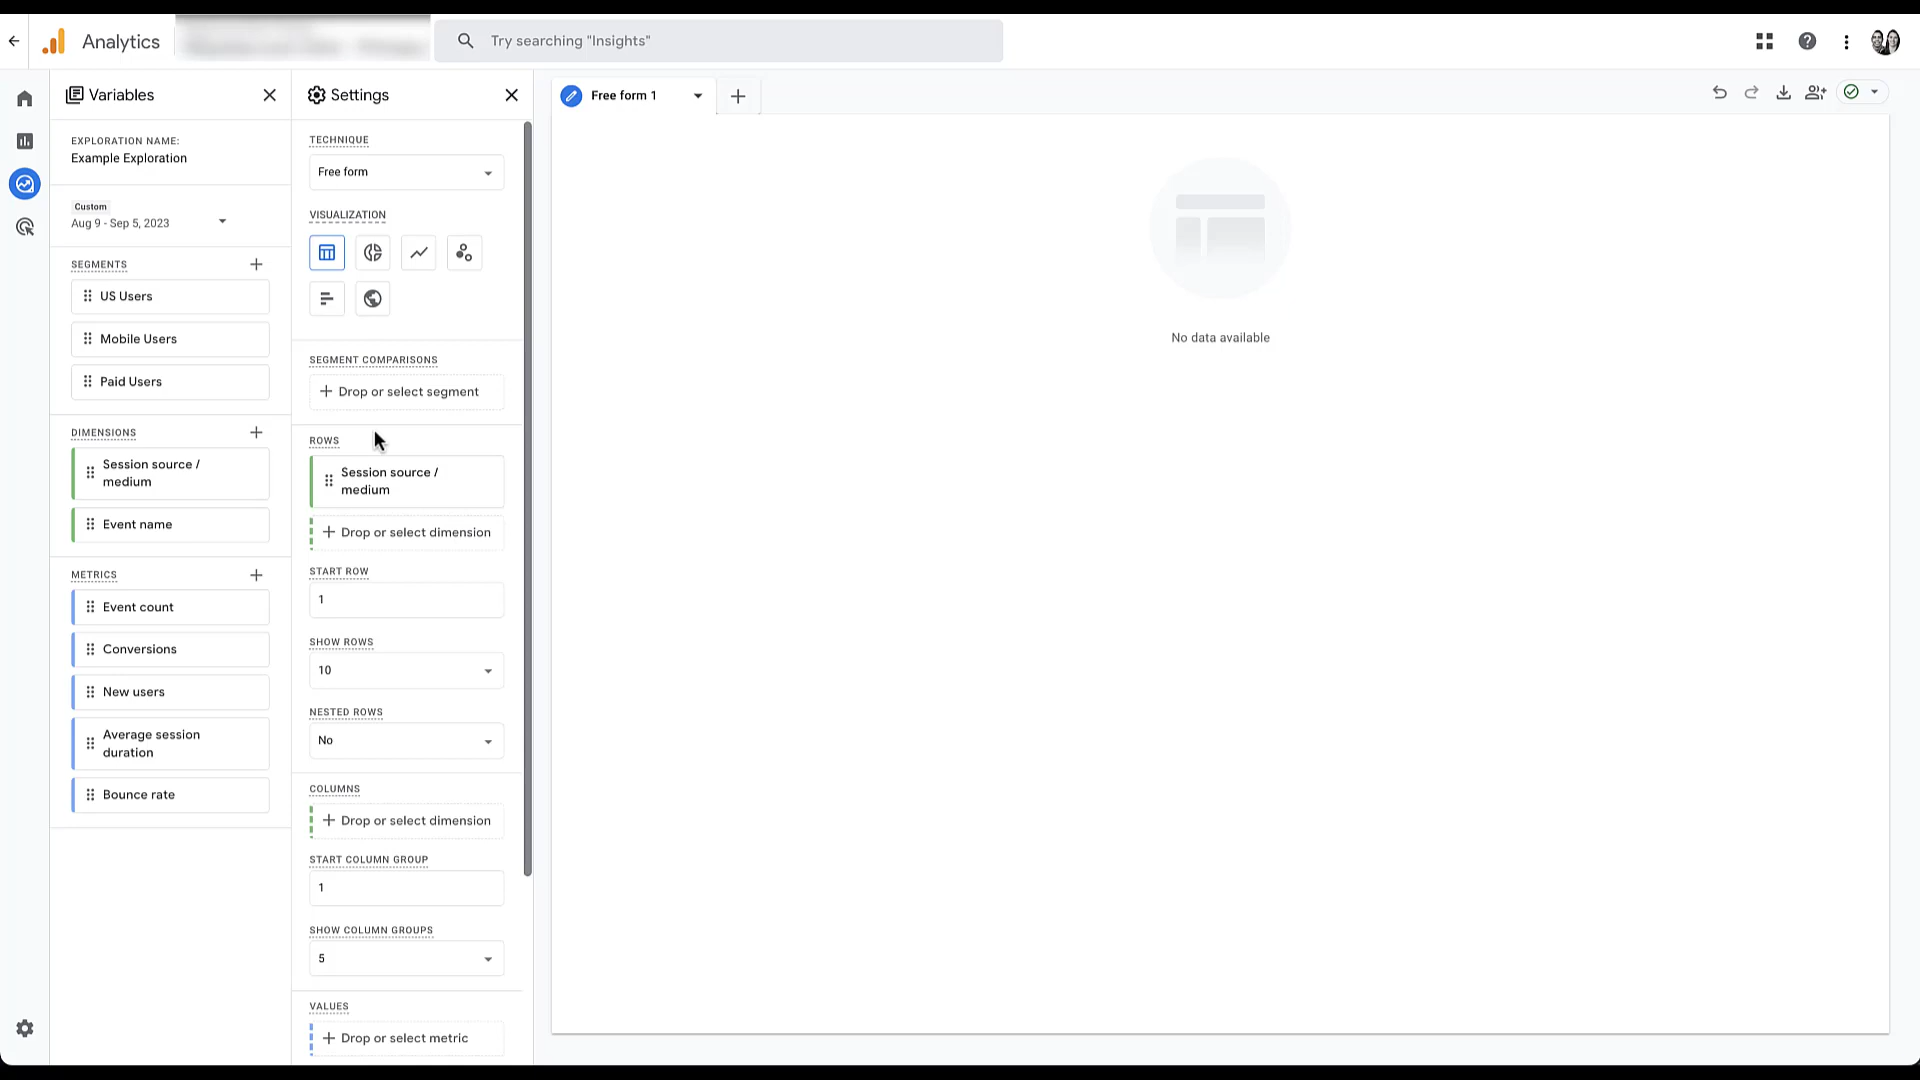 Analytics
Try searching "Insights"
Variables
EXPLORATION NAME:
Example Exploration
Custom
Aug 9 - Sep 5, 2023
SEGMENTS
US Users
Mobile Users
Paid Users
DIMENSIONS
Session source /
medium
Event name
METRICS
Event count
Conversions
New users
Average session
duration
Bounce rate
Settings
TECHNIQUE
Free form
VISUALIZATION
SEGMENT COMPARISONS
Drop or select segment
ROWS
Session source /
medium
Drop or select dimension
START ROW
1
SHOW ROWS
10
NESTED ROWS
No
COLUMNS
Drop or select dimension
START COLUMN GROUP
1
SHOW COLUMN GROUPS
5
VALUES
Drop or select metric
Free form 1
No data available